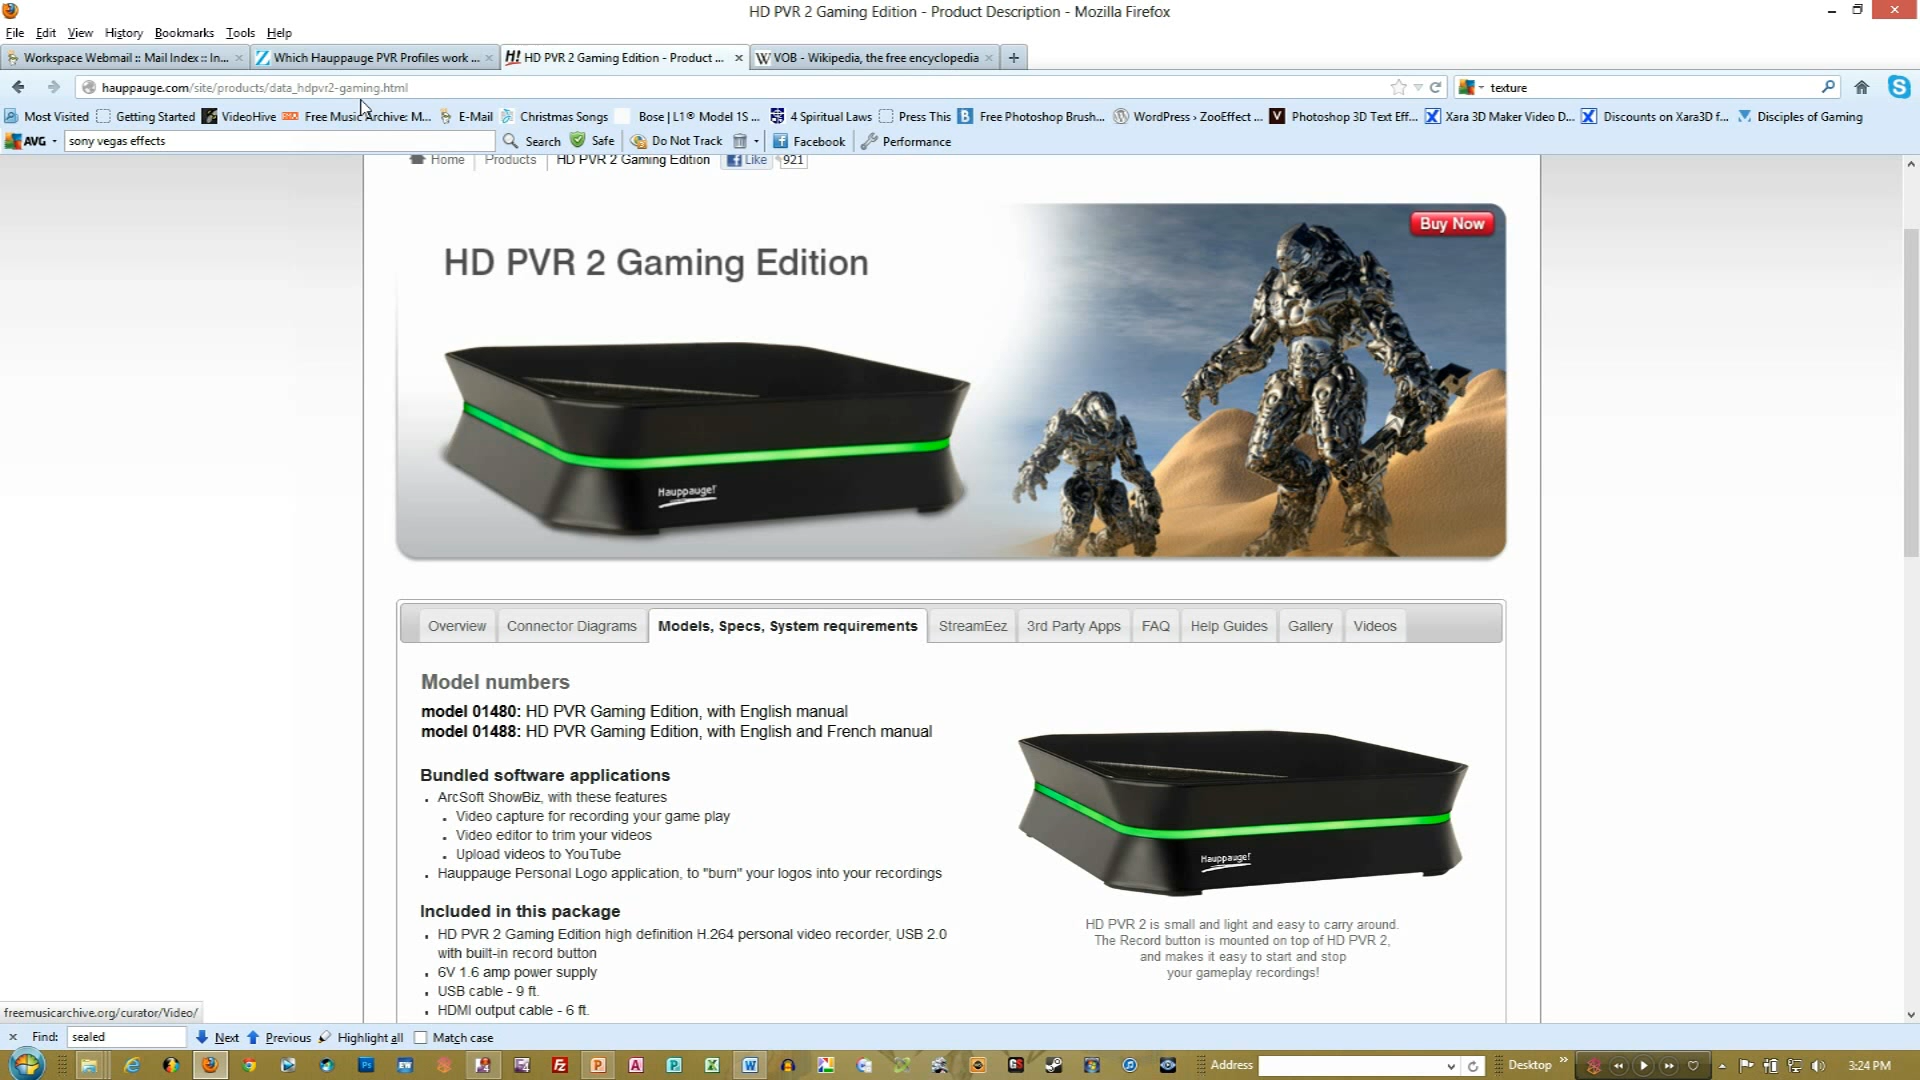 HD PVR 2 Gaming Edition - Product Description - Mozilla Firefox
File Edit View History Bookmarks Tools Help
Workspace Webmail :: Mail Index :: In... Which Hauppauge PVR Profiles work ... HD PVR 2 Gaming Edition - Product ... VOB - Wikipedia, the free encyclopedia
hauppauge.com/site/products/data_hdpvr2-gaming.html texture
Most Visited Getting Started VideoHive Free Music Archive: M... E-Mail Christmas Songs Bose | L1® Model 1S ... 4 Spiritual Laws Press This Free Photoshop Brush... WordPress › ZooEffect ... Photoshop 3D Text Eff... Xara 3D Maker Video D... Discounts on Xara3D f... Disciples of Gaming
AVG sony vegas effects Search Safe Do Not Track Facebook Performance
Home Products HD PVR 2 Gaming Edition Like 921
Buy Now
HD PVR 2 Gaming Edition
Hauppauge!
Overview Connector Diagrams Models, Specs, System requirements StreamEez 3rd Party Apps FAQ Help Guides Gallery Videos
Model numbers
model 01480: HD PVR Gaming Edition, with English manual
model 01488: HD PVR Gaming Edition, with English and French manual
Bundled software applications
ArcSoft ShowBiz, with these features
Video capture for recording your game play
Video editor to trim your videos
Upload videos to YouTube
Hauppauge Personal Logo application, to "burn" your logos into your recordings
Included in this package
HD PVR 2 Gaming Edition high definition H.264 personal video recorder, USB 2.0
with built-in record button
6V 1.6 amp power supply
USB cable - 9 ft.
HDMI output cable - 6 ft.
Hauppauge!
HD PVR 2 is small and light and easy to carry around.
The Record button is mounted on top of HD PVR 2,
and makes it easy to start and stop
your gameplay recordings!
freemusicarchive.org/curator/Video/
Find: sealed Next Previous Highlight all Match case
Address Desktop 3:24 PM